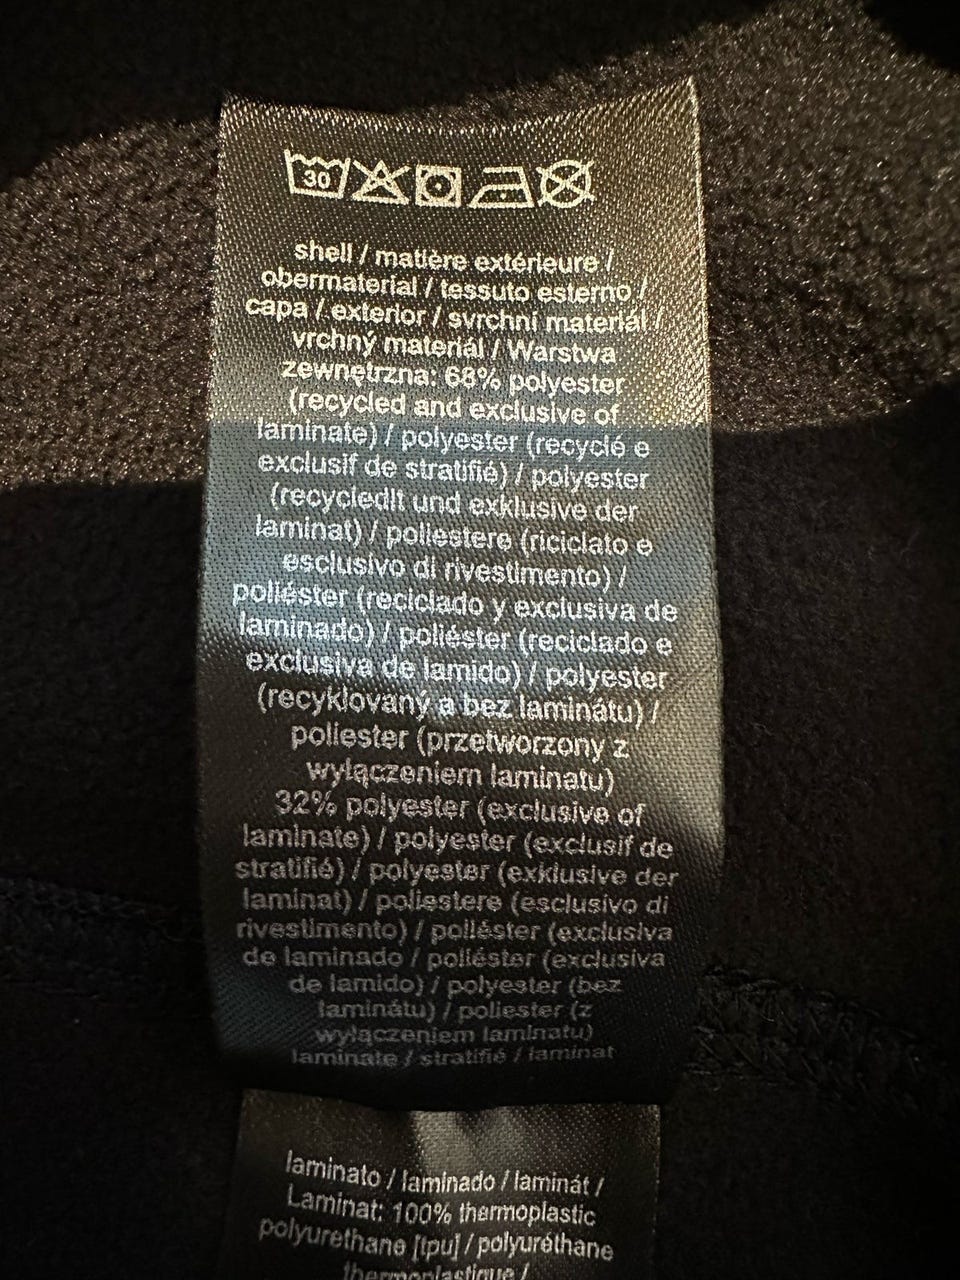 30
shell / matière extérieure /
obermaterial / tessuto esterno /
capa / exterior / svrchní materiál /
vrchný materiál / Warstwa
zewnętrzna: 68% polyester
(recycled and exclusive of
laminate) / polyester (recyclé e
exclusif de stratifié) / polyester
(recycledlt und exklusive der
laminat) / poliestere (riciclato e
esclusivo di rivestimento) /
poliéster (reciclado y exclusiva de
laminado) / poliéster (reciclado e
exclusiva de lamido) / polyester
(recyklovaný a bez laminátu) /
poliester (przetworzony z
wyłączeniem laminatu)
32% polyester (exclusive of
laminate) / polyester (exclusif de
stratifié) / polyester (exklusive der
laminat) / poliestere (esclusivo di
rivestimento) / poliéster (exclusiva
de laminado / poliéster (exclusiva
de lamido) / polyester (bez
laminátu) / poliester (z
wyłączeniem laminatu)
laminate / stratifié / laminat
laminato / laminado / laminát /
Laminat: 100% thermoplastic
polyurethane [tpu] / polyuréthane
thermoplastique /